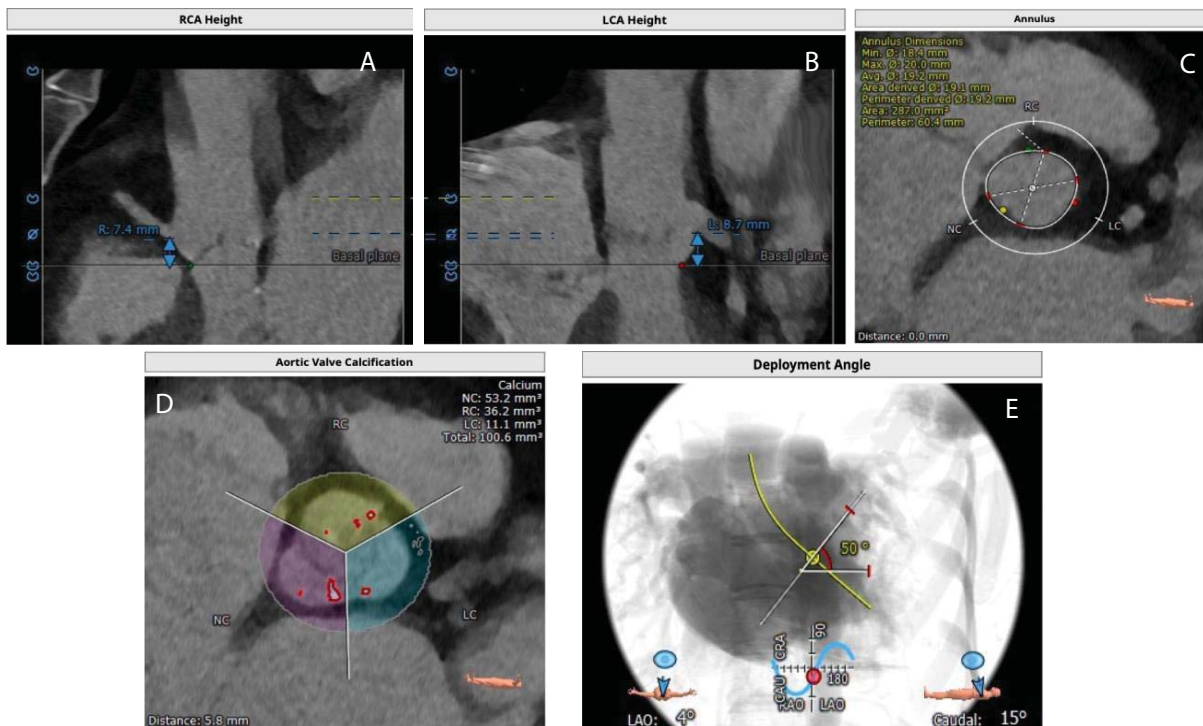 RCA Height
A
R: 7.4 mm
Basal plane
LCA Height
B
L: 8.7 mm
Basal plane
Annulus
C
Annulus Dimensions
Min. Ø: 18.4 mm
Max. Ø: 20.0 mm
Avg. Ø: 19.2 mm
Area derived Ø: 19.1 mm
Perimeter derived Ø: 19.2 mm
Area: 287.0 mm²
Perimeter: 60.4 mm
RC
NC
LC
Distance: 0.0 mm
Aortic Valve Calcification
D
Calcium
NC: 53.2 mm³
RC: 36.2 mm³
LC: 11.1 mm³
Total: 100.6 mm³
RC
NC
LC
Distance: 5.8 mm
Deployment Angle
E
50 °
CRA
90
CAU
180
RAO
LAO
LAO: 4°
Caudal: 15°